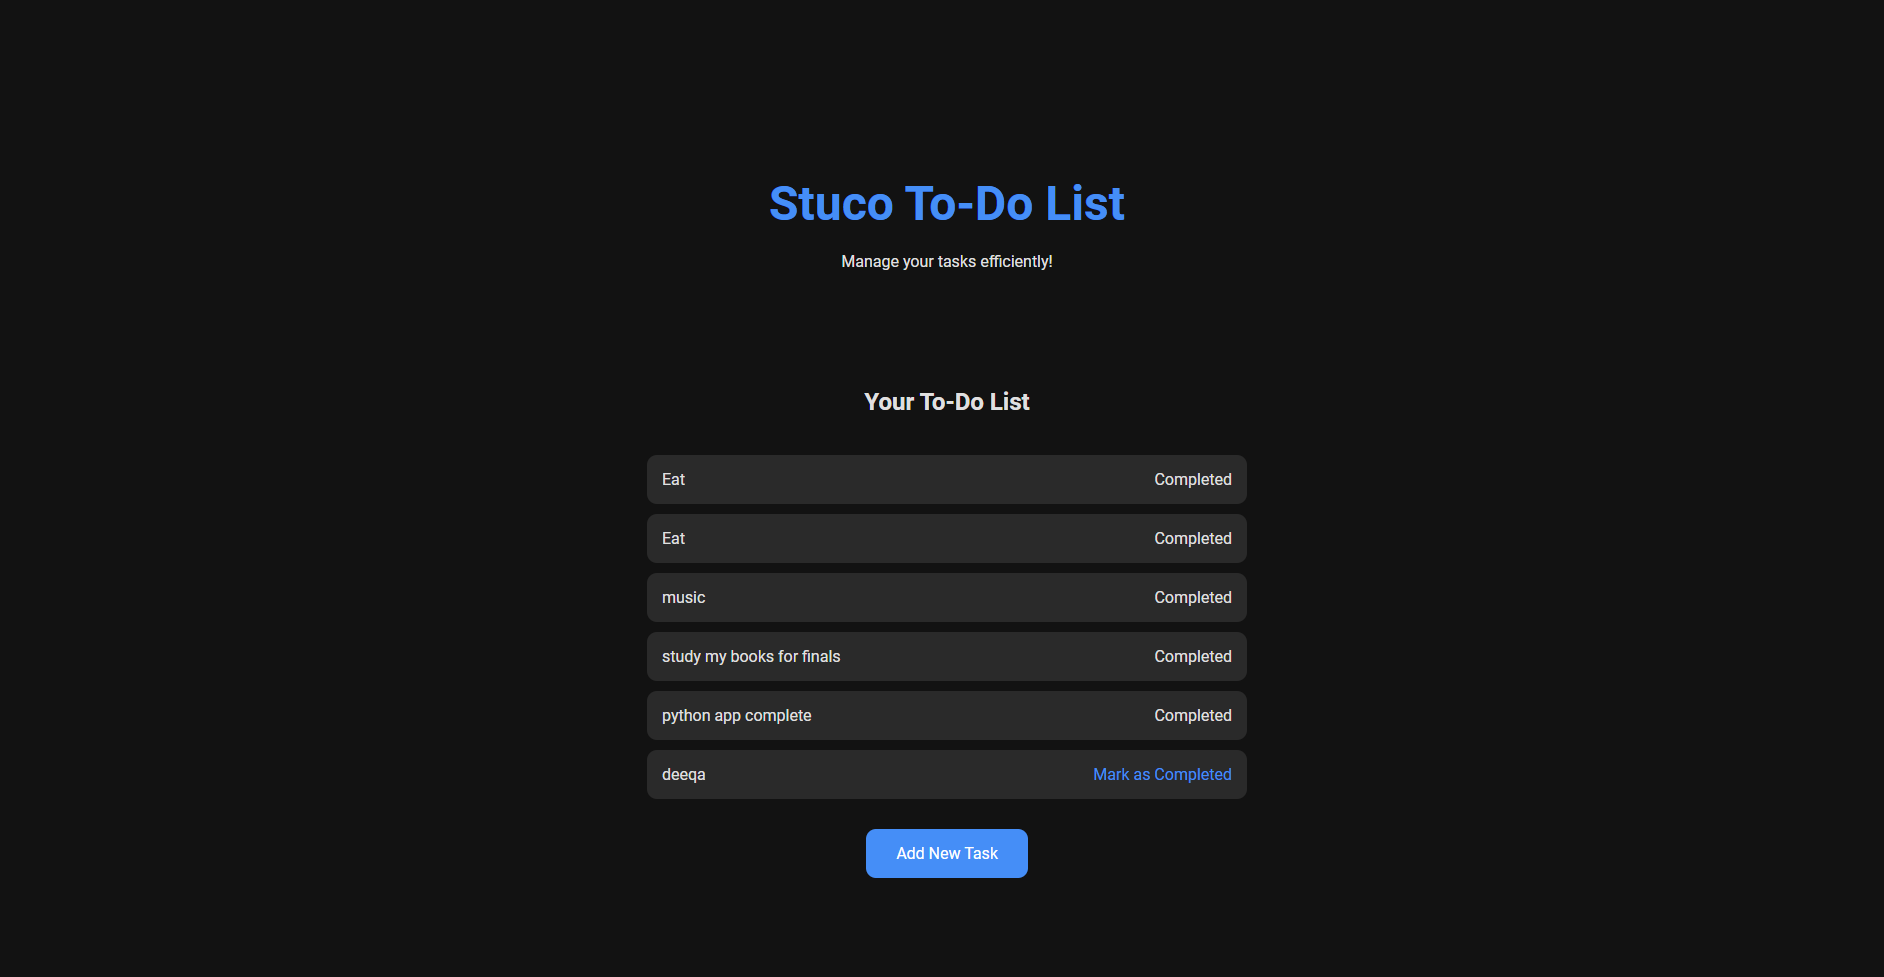 Stuco To-Do List
Manage your tasks efficiently!
Your To-Do List
Eat Completed
Eat Completed
music Completed
study my books for finals Completed
python app complete Completed
deeqa Mark as Completed
Add New Task